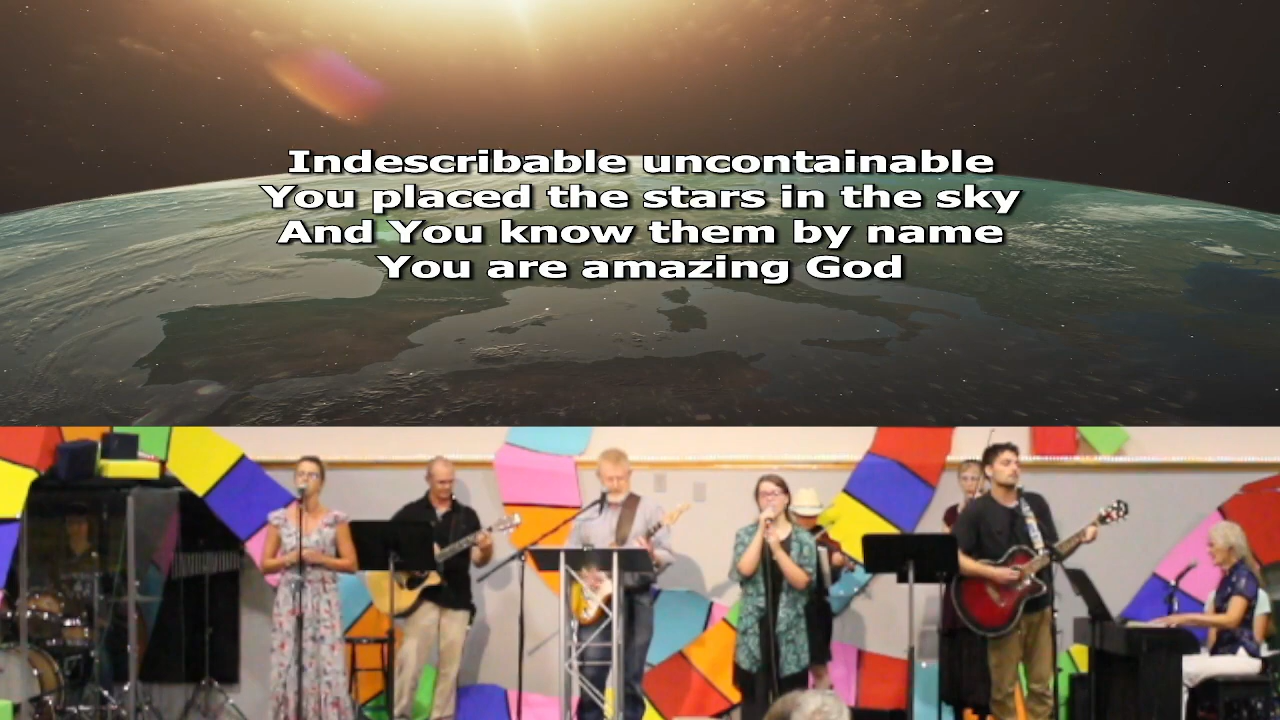 Indescribable uncontainable
You placed the stars in the sky
And You know them by name
You are amazing God